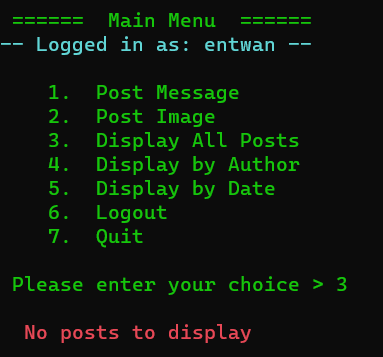 ====== Main Menu ======
-- Logged in as: entwan --
1. Post Message
2. Post Image
3. Display All Posts
4. Display by Author
5. Display by Date
6. Logout
7. Quit
Please enter your choice > 3
No posts to display